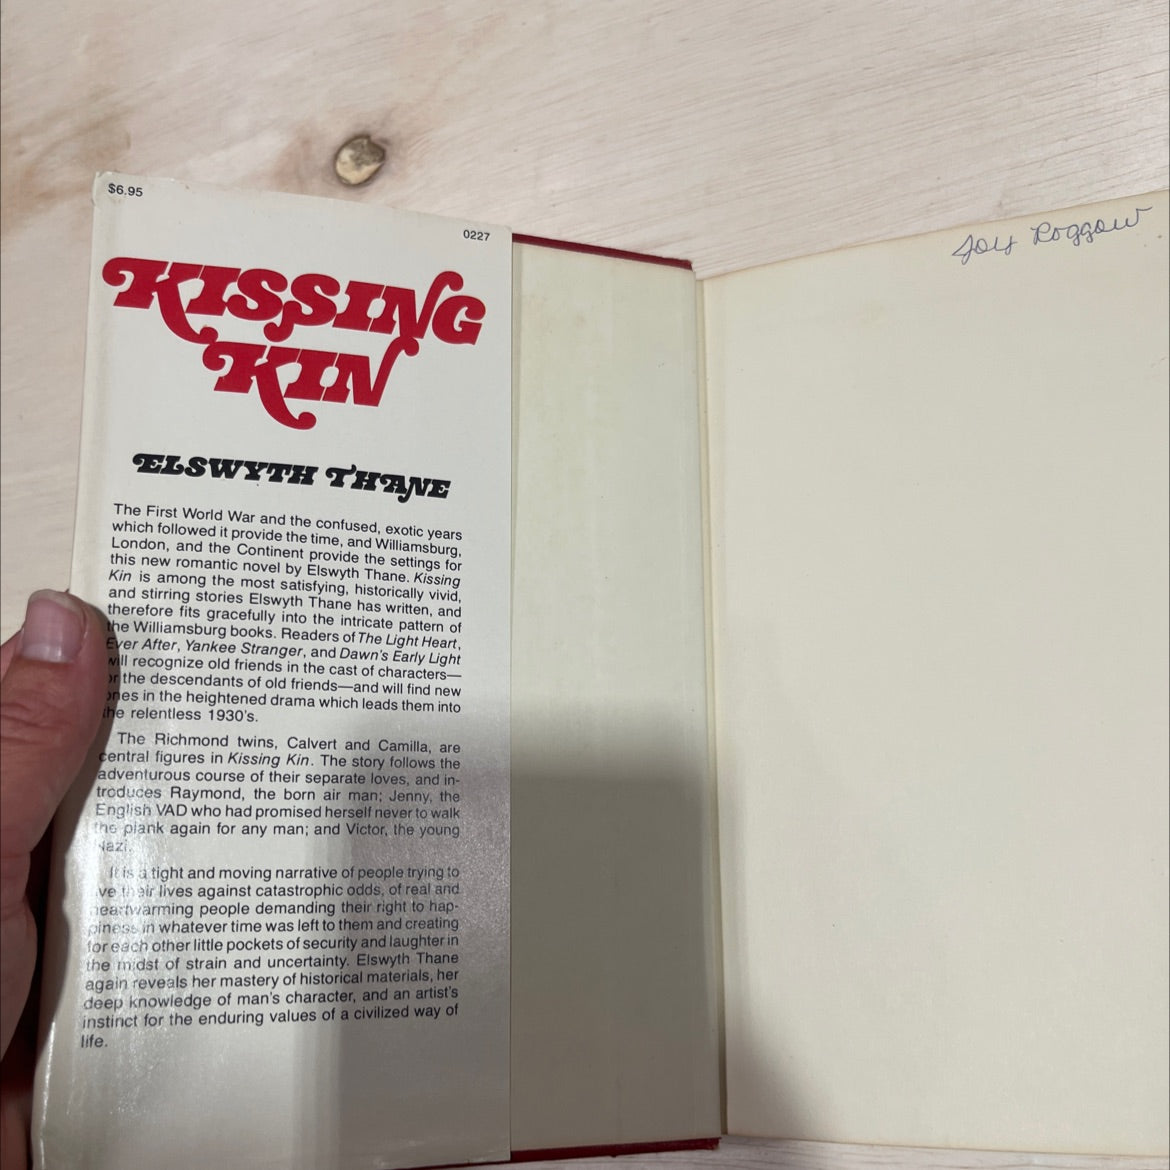 $6.95
0227
KISSING
KIN
ELSWYTH THANE
The First World War and the confused, exotic years
which followed it provide the time, and Williamsburg,
London, and the Continent provide the settings for
this new romantic novel by Elswyth Thane. Kissing
Kin is among the most satisfying, historically vivid,
and stirring stories Elswyth Thane has written, and
therefore fits gracefully into the intricate pattern of
the Williamsburg books. Readers of The Light Heart,
Ever After, Yankee Stranger, and Dawn's Early Light
will recognize old friends in the cast of characters—
or the descendants of old friends—and will find new
ones in the heightened drama which leads them into
the relentless 1930's.
The Richmond twins, Calvert and Camilla, are
central figures in Kissing Kin. The story follows the
adventurous course of their separate loves, and in-
troduces Raymond, the born air man; Jenny, the
English VAD who had promised herself never to walk
the plank again for any man; and Victor, the young
Nazi.
It is a tight and moving narrative of people trying to
live their lives against catastrophic odds, of real and
heartwarming people demanding their right to hap-
piness in whatever time was left to them and creating
for each other little pockets of security and laughter in
the midst of strain and uncertainty. Elswyth Thane
again reveals her mastery of historical materials, her
deep knowledge of man's character, and an artist's
instinct for the enduring values of a civilized way of
life.
Joy Roggow